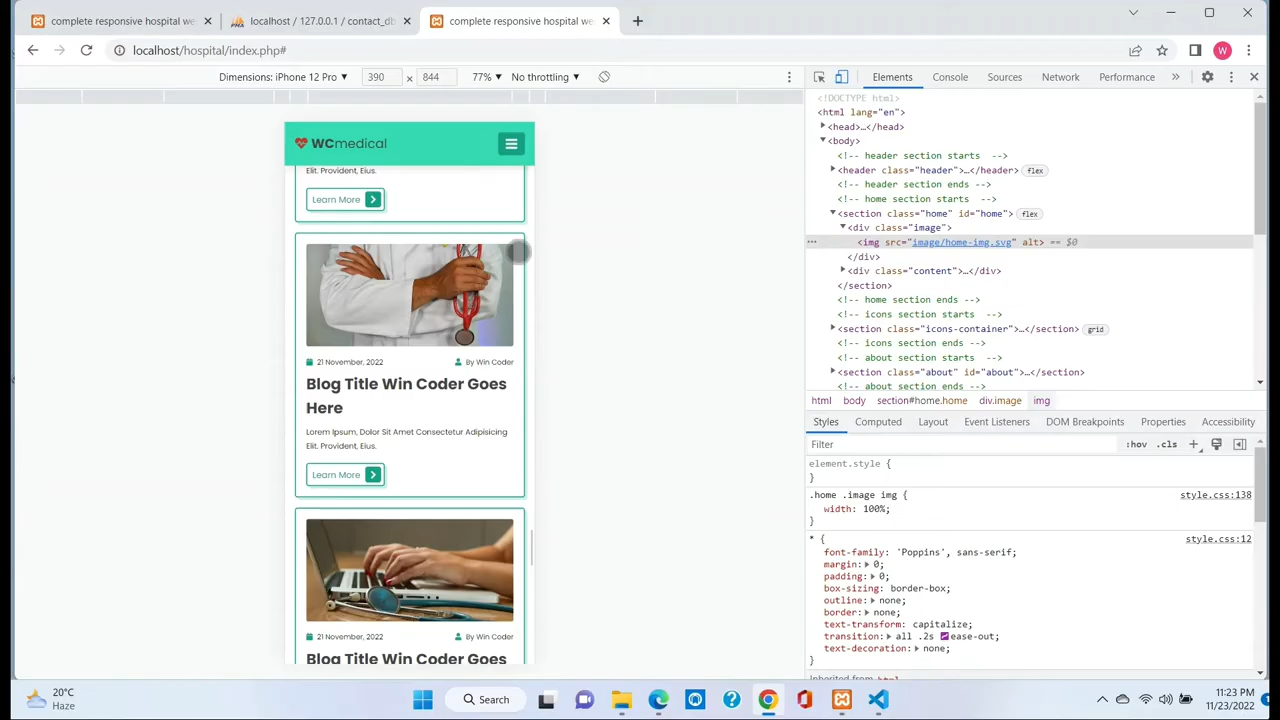 complete responsive hospital we
localhost / 127.0.0.1 / contact_db
complete responsive hospital we
localhost/hospital/index.php#
W
Dimensions: iPhone 12 Pro
390
×
844
77%
No throttling
Elements
Console
Sources
Network
Performance
WCmedical
Elit. Provident, Eius.
Learn More
21 November, 2022
By Win Coder
Blog Title Win Coder Goes
Here
Lorem Ipsum, Dolor Sit Amet Consectetur Adipisicing
Elit. Provident, Eius.
Learn More
21 November, 2022
By Win Coder
Blog Title Win Coder Goes
<!DOCTYPE html>
<html lang="en">
<head>…</head>
<body>
<!-- header section starts  -->
<header class="header">…</header> flex
<!-- header section ends -->
<!-- home section starts  -->
<section class="home" id="home"> flex
<div class="image">
<img src="image/home-img.svg" alt> == $0
</div>
<div class="content">…</div>
</section>
<!-- home section ends -->
<!-- icons section starts  -->
<section class="icons-container">…</section> grid
<!-- icons section ends -->
<!-- about section starts  -->
<section class="about" id="about">…</section>
<!-- about section ends -->
html body section#home.home div.image img
Styles Computed Layout Event Listeners DOM Breakpoints Properties Accessibility
Filter
:hov .cls
element.style {
}
.home .image img {
style.css:138
width: 100%;
}
* {
style.css:12
font-family: 'Poppins', sans-serif;
margin: 0;
padding: 0;
box-sizing: border-box;
outline: none;
border: none;
text-transform: capitalize;
transition: all .2s ease-out;
text-decoration: none;
}
Inherited from html
20°C
Haze
Search
11:23 PM
11/23/2022